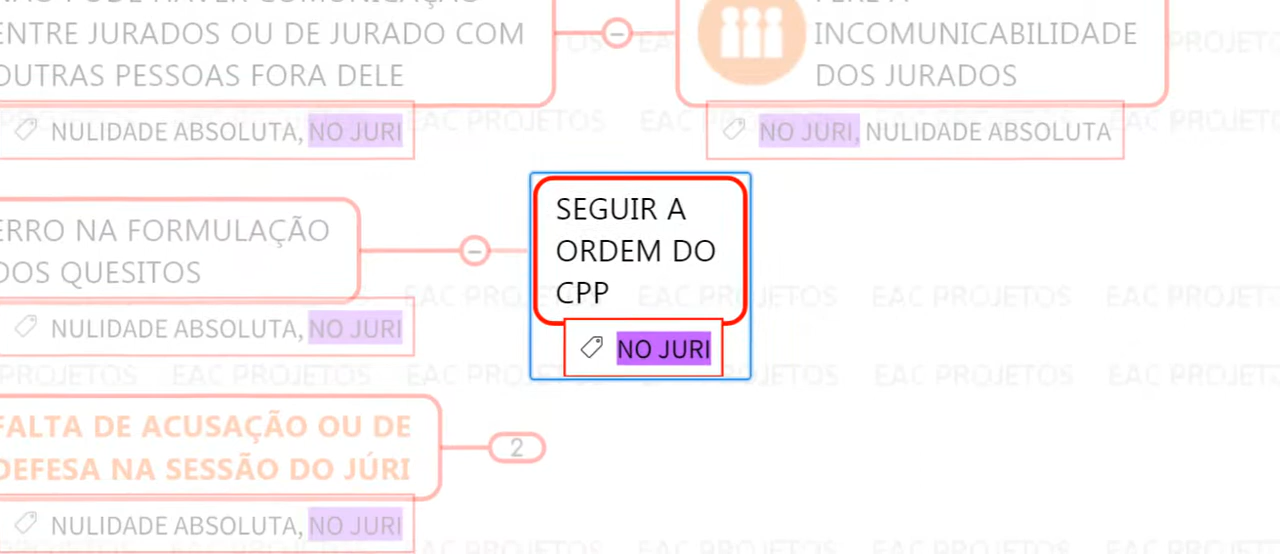 ENTRE JURADOS OU DE JURADO COM
OUTRAS PESSOAS FORA DELE
NULIDADE ABSOLUTA, NO JURI
INCOMUNICABILIDADE
DOS JURADOS
NO JURI, NULIDADE ABSOLUTA
ERRO NA FORMULAÇÃO
DOS QUESITOS
NULIDADE ABSOLUTA, NO JURI
SEGUIR A
ORDEM DO
CPP
NO JURI
FALTA DE ACUSAÇÃO OU DE
DEFESA NA SESSÃO DO JÚRI
2
NULIDADE ABSOLUTA, NO JURI
EAC PROJETOS